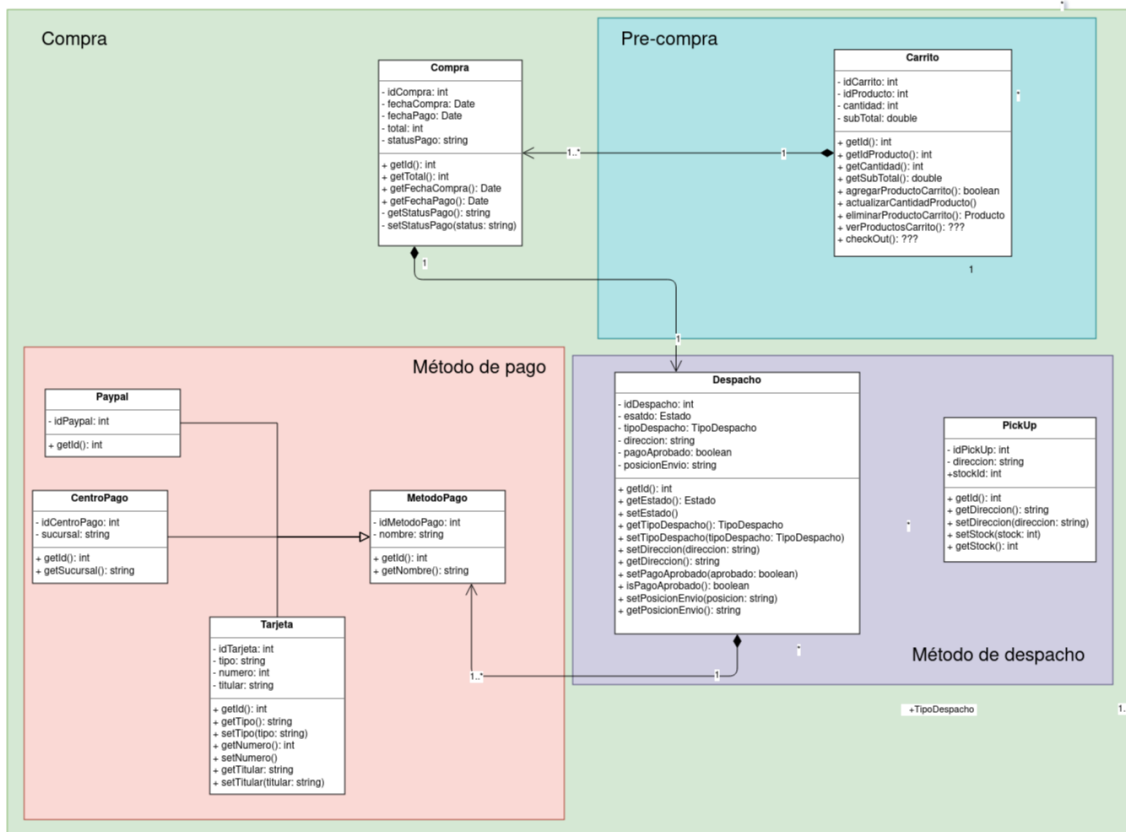 *
Compra
Pre-compra
Compra
- idCompra: int
- fechaCompra: Date
- fechaPago: Date
- total: int
- statusPago: string
+ getId(): int
+ getTotal(): int
+ getFechaCompra(): Date
+ getFechaPago(): Date
- getStatusPago(): string
- setStatusPago(status: string)
Carrito
- idCarrito: int
- idProducto: int
- cantidad: int
- subTotal: double
+ getId(): int
+ getIdProducto(): int
+ getCantidad(): int
+ getSubTotal(): double
+ agregarProductoCarrito(): boolean
+ actualizarCantidadProducto()
+ eliminarProductoCarrito(): Producto
+ verProductosCarrito(): ???
+ checkOut(): ???
*
1..*
1
1
1
1
Método de pago
Paypal
- idPaypal: int
+ getId(): int
CentroPago
- idCentroPago: int
- sucursal: string
+ getId(): int
+ getSucursal(): string
MetodoPago
- idMetodoPago: int
- nombre: string
+ getId(): int
+ getNombre(): string
Tarjeta
- idTarjeta: int
- tipo: string
- numero: int
- titular: string
+ getId(): int
+ getTipo(): string
+ setTipo(tipo: string)
+ getNumero(): int
+ setNumero()
+ getTitular: string
+ setTitular(titular: string)
1..*
1
Despacho
- idDespacho: int
- esatdo: Estado
- tipoDespacho: TipoDespacho
- direccion: string
- pagoAprobado: boolean
- posicionEnvio: string
+ getId(): int
+ getEstado(): Estado
+ setEstado()
+ getTipoDespacho(): TipoDespacho
+ setTipoDespacho(tipoDespacho: TipoDespacho)
+ setDireccion(direccion: string)
+ getDireccion(): string
+ setPagoAprobado(aprobado: boolean)
+ isPagoAprobado(): boolean
+ setPosicionEnvio(posicion: string)
+ getPosicionEnvio(): string
*
*
PickUp
- idPickUp: int
- direccion: string
+stockId: int
+ getId(): int
+ getDireccion(): string
+ setDireccion(direccion: string)
+ setStock(stock: int)
+ getStock(): int
Método de despacho
+TipoDespacho
1.